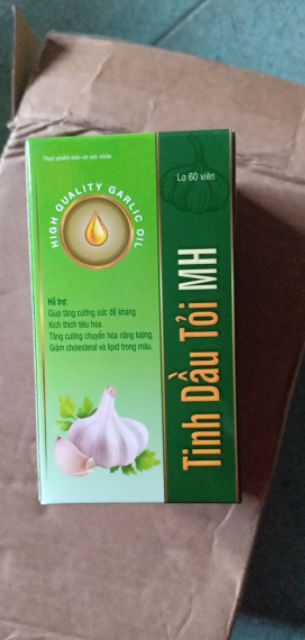 Thực phẩm bảo vệ sức khỏe
HIGH QUALITY GARLIC OIL
Hỗ trợ:
Giúp tăng cường sức đề kháng
Kích thích tiêu hóa.
Tăng cường chuyển hóa năng lượng.
Giảm cholesterol và lipid trong máu.
Lọ 60 viên
Tinh Dầu Tỏi MH